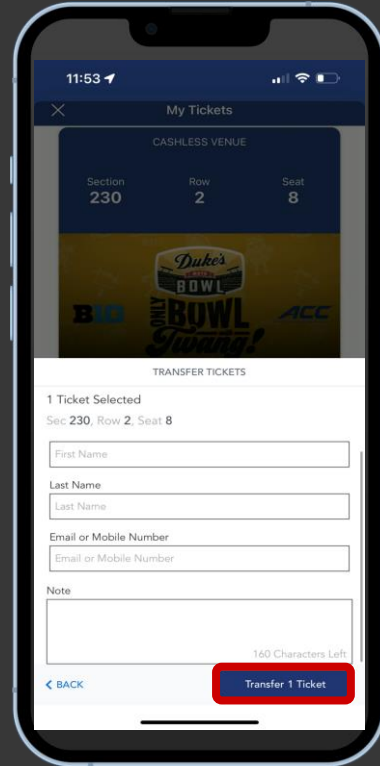 11:53
My Tickets
CASHLESS VENUE
Section Row Seat
230 2 8
Duke's
MAYO
BOWL
B1G ONLY BOWL ACC
Twang!
TRANSFER TICKETS
1 Ticket Selected
Sec 230, Row 2, Seat 8
First Name
Last Name
Last Name
Email or Mobile Number
Email or Mobile Number
Note
160 Characters Left
BACK
Transfer 1 Ticket